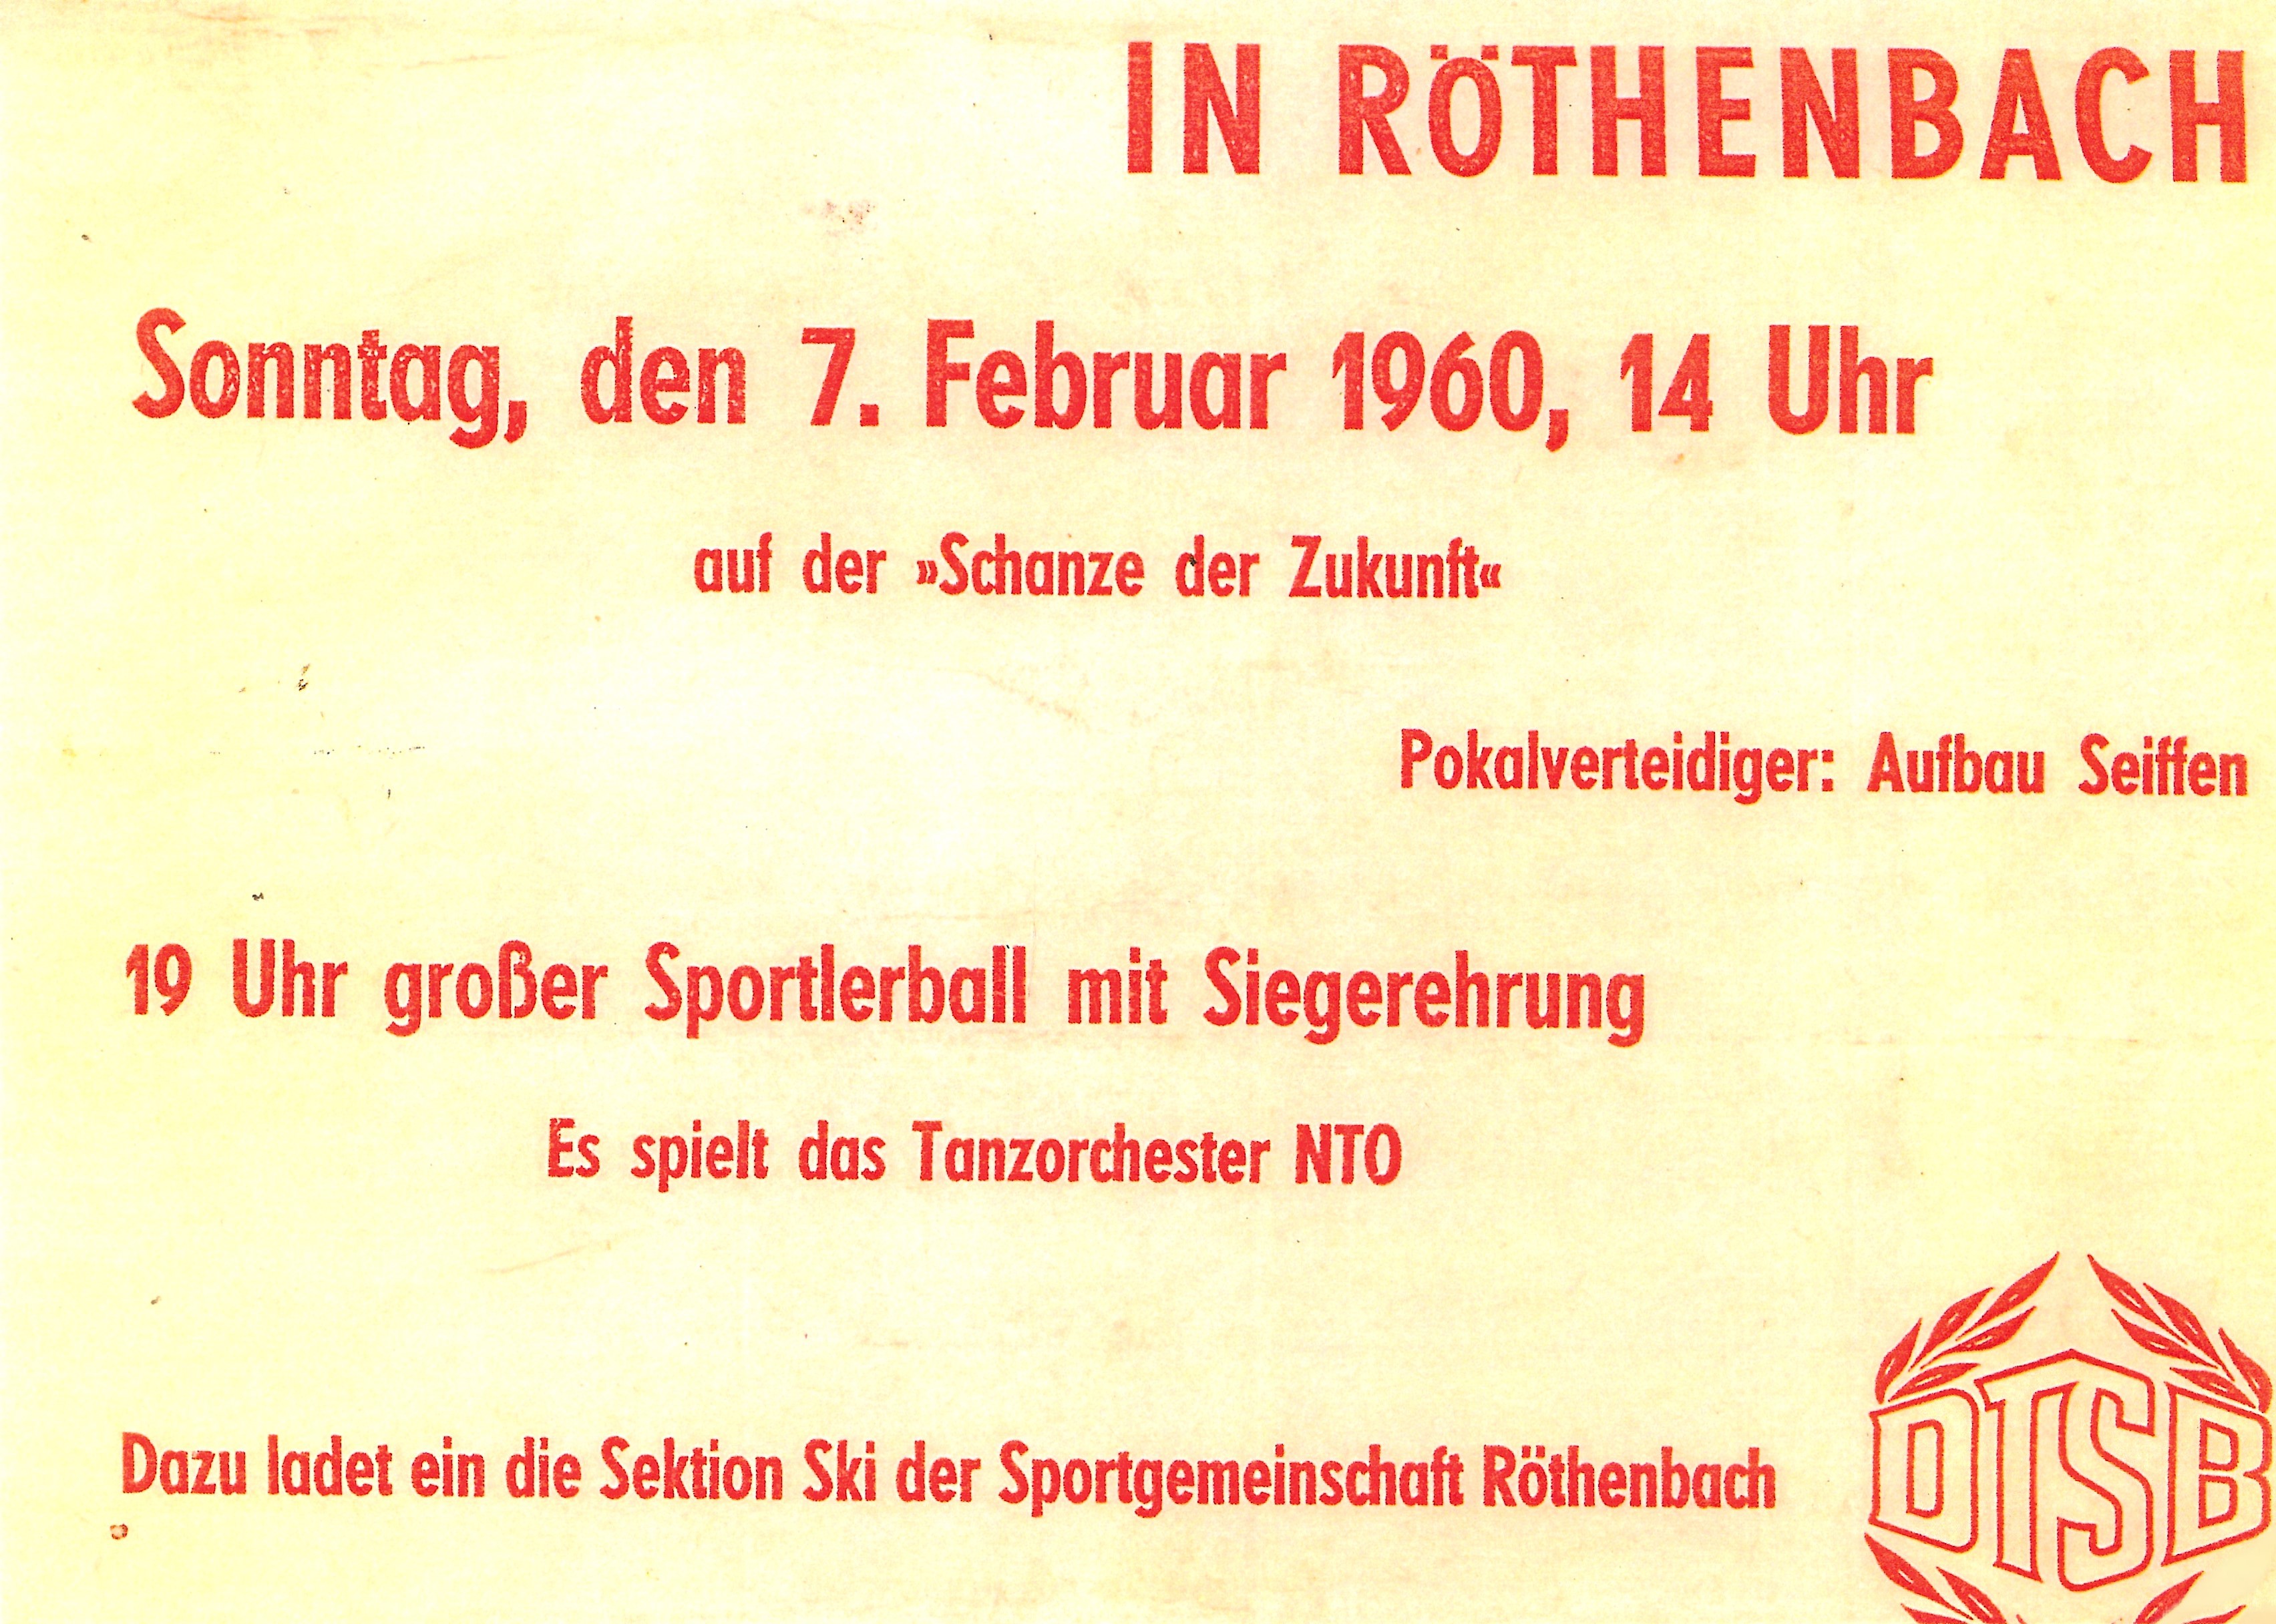 IN RÖTHENBACH
Sonntag, den 7. Februar 1960, 14 Uhr
auf der »Schanze der Zukunft«
Pokalverteidiger: Aufbau Seiffen
19 Uhr großer Sportlerball mit Siegerehrung
Es spielt das Tanzorchester NTO
Dazu ladet ein die Sektion Ski der Sportgemeinschaft Röthenbach
DTSB